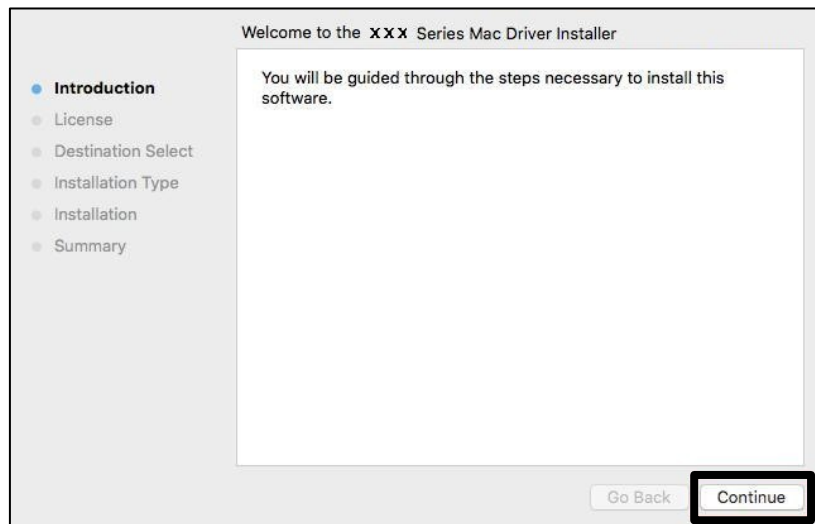 Welcome to the XXX Series Mac Driver Installer
Introduction
License
Destination Select
Installation Type
Installation
Summary
You will be guided through the steps necessary to install this
software.
Go Back
Continue